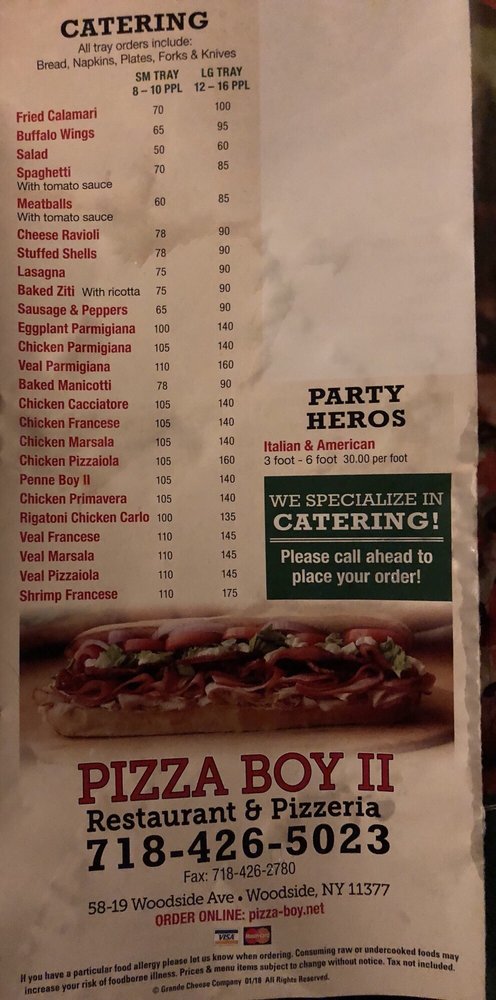 CATERING
All tray orders include:
Bread, Napkins, Plates, Forks & Knives
SM TRAY LG TRAY
8 – 10 PPL 12 – 16 PPL
Fried Calamari 70 100
Buffalo Wings 65 95
Salad 50 60
Spaghetti 70 85
With tomato sauce
Meatballs 60 85
With tomato sauce
Cheese Ravioli 78 90
Stuffed Shells 78 90
Lasagna 75 90
Baked Ziti With ricotta 75 90
Sausage & Peppers 65 90
Eggplant Parmigiana 100 140
Chicken Parmigiana 105 140
Veal Parmigiana 110 160
Baked Manicotti 78 90
Chicken Cacciatore 105 140
Chicken Francese 105 140
Chicken Marsala 105 140
Chicken Pizzaiola 105 160
Penne Boy II 105 140
Chicken Primavera 105 140
Rigatoni Chicken Carlo 100 135
Veal Francese 110 145
Veal Marsala 110 145
Veal Pizzaiola 110 145
Shrimp Francese 110 175
PARTY
HEROS
Italian & American
3 foot - 6 foot 30.00 per foot
WE SPECIALIZE IN
CATERING!
Please call ahead to
place your order!
PIZZA BOY II
Restaurant & Pizzeria
718-426-5023
Fax: 718-426-2780
58-19 Woodside Ave • Woodside, NY 11377
ORDER ONLINE: pizza-boy.net
VISA MasterCard
If you have a particular food allergy please let us know when ordering. Consuming raw or undercooked foods may
increase your risk of foodborne illness. Prices & menu items subject to change without notice. Tax not included.
© Grande Cheese Company 01/18 All Rights Reserved.